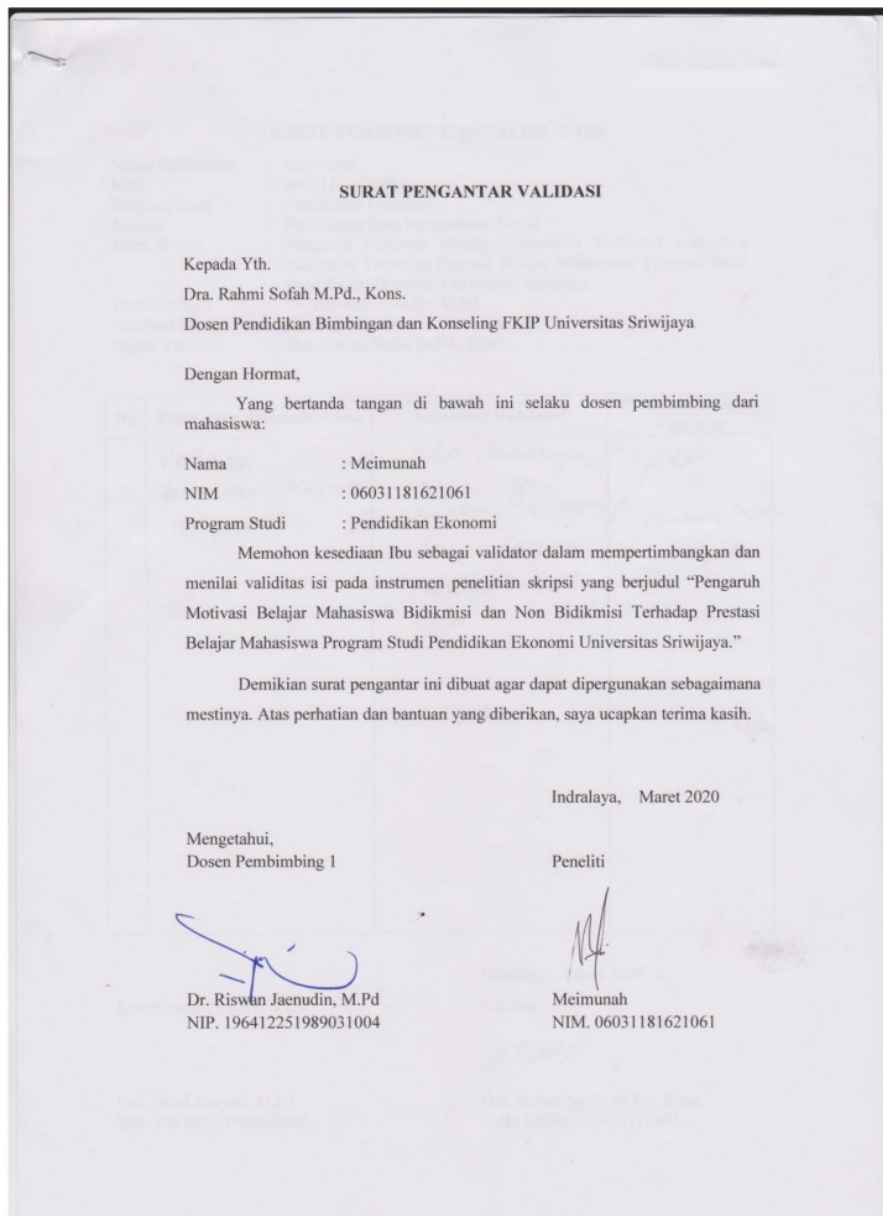 SURAT PENGANTAR VALIDASI
Kepada Yth.
Dra. Rahmi Sofah M.Pd., Kons.
Dosen Pendidikan Bimbingan dan Konseling FKIP Universitas Sriwijaya
Dengan Hormat,
Yang bertanda tangan di bawah ini selaku dosen pembimbing dari
mahasiswa:
Nama : Meimunah
NIM : 06031181621061
Program Studi : Pendidikan Ekonomi
Memohon kesediaan Ibu sebagai validator dalam mempertimbangkan dan
menilai validitas isi pada instrumen penelitian skripsi yang berjudul “Pengaruh
Motivasi Belajar Mahasiswa Bidikmisi dan Non Bidikmisi Terhadap Prestasi
Belajar Mahasiswa Program Studi Pendidikan Ekonomi Universitas Sriwijaya.”
Demikian surat pengantar ini dibuat agar dapat dipergunakan sebagaimana
mestinya. Atas perhatian dan bantuan yang diberikan, saya ucapkan terima kasih.
Indralaya, Maret 2020
Mengetahui,
Dosen Pembimbing 1 Peneliti
Dr. Riswan Jaenudin, M.Pd Meimunah
NIP. 196412251989031004 NIM. 06031181621061